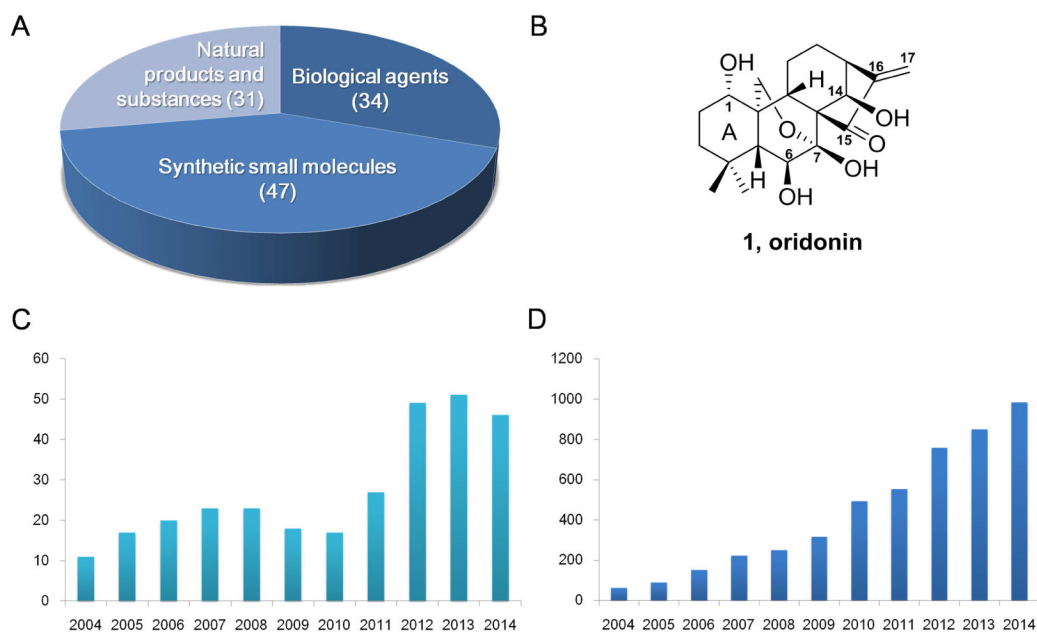 A
Natural
products and
substances (31)
Biological agents
(34)
Synthetic small molecules
(47)
B
OH
1
A
H
O
H
6
OH
7
OH
14
OH
15
O
16
17
1, oridonin
C
60
50
40
30
20
10
0
2004 2005 2006 2007 2008 2009 2010 2011 2012 2013 2014
D
1200
1000
800
600
400
200
0
2004 2005 2006 2007 2008 2009 2010 2011 2012 2013 2014